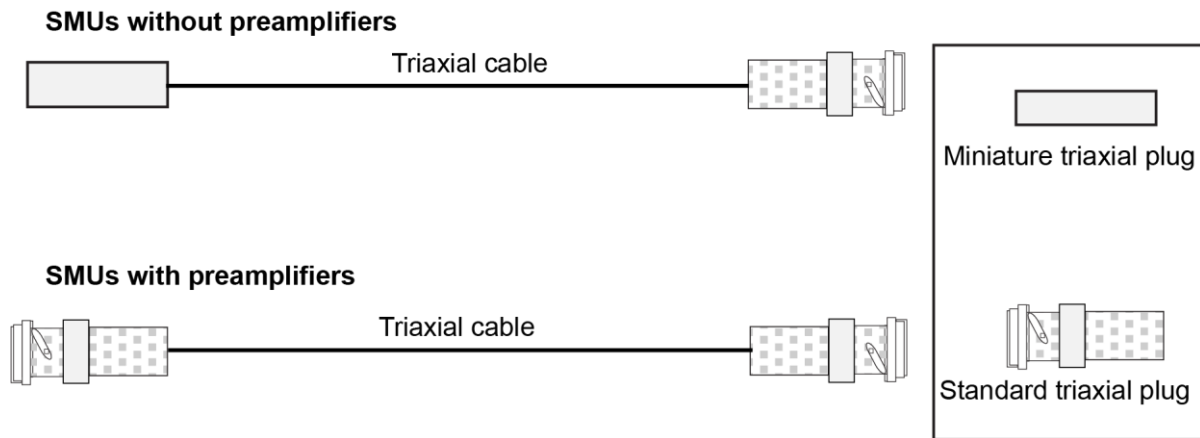 SMUs without preamplifiers
Triaxial cable
Miniature triaxial plug
SMUs with preamplifiers
Triaxial cable
Standard triaxial plug